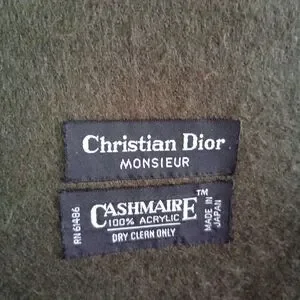 Christian Dior
MONSIEUR
RN 61486
CASHMAIRE™
100% ACRYLIC
DRY CLEAN ONLY
MADE IN
JAPAN